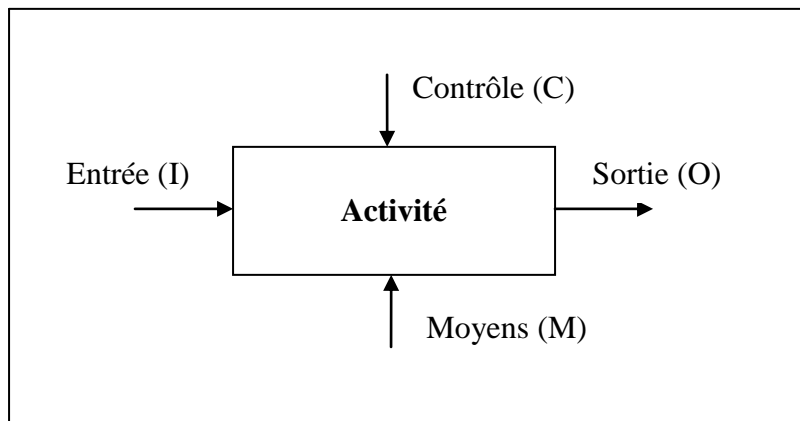 Contrôle (C)
Entrée (I)
Sortie (O)
Activité
Moyens (M)